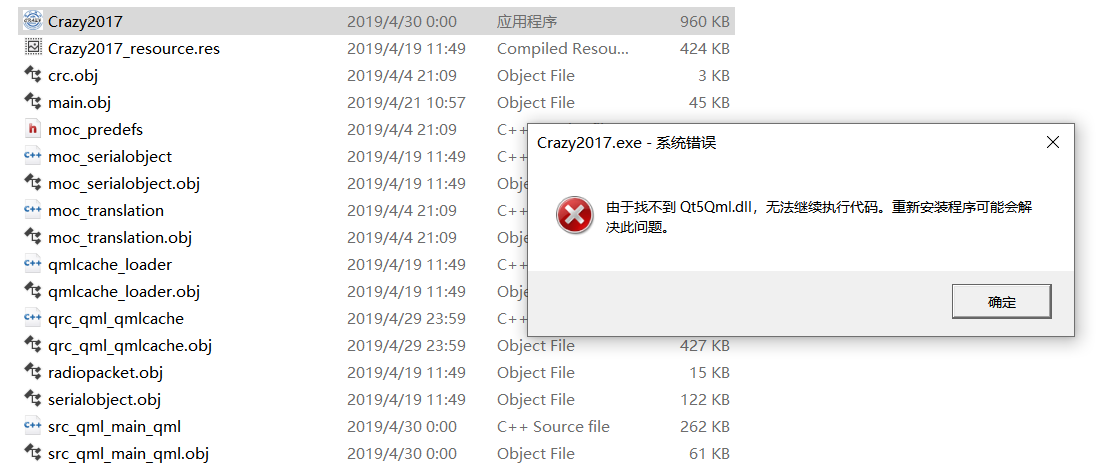 Crazy2017 2019/4/30 0:00 应用程序 960 KB
Crazy2017_resource.res 2019/4/19 11:49 Compiled Resou... 424 KB
crc.obj 2019/4/4 21:09 Object File 3 KB
main.obj 2019/4/21 10:57 Object File 45 KB
moc_predefs 2019/4/4 21:09 C++
moc_serialobject 2019/4/19 11:49 C++
moc_serialobject.obj 2019/4/19 11:49 Obje
moc_translation 2019/4/4 21:09 C++
moc_translation.obj 2019/4/4 21:09 Obje
qmlcache_loader 2019/4/19 11:49 C++
qmlcache_loader.obj 2019/4/19 11:49 Obje
qrc_qml_qmlcache 2019/4/29 23:59 C++
qrc_qml_qmlcache.obj 2019/4/29 23:59 Object File 427 KB
radiopacket.obj 2019/4/19 11:49 Object File 15 KB
serialobject.obj 2019/4/19 11:49 Object File 122 KB
src_qml_main_qml 2019/4/30 0:00 C++ Source file 262 KB
src_qml_main_qml.obj 2019/4/30 0:00 Object File 61 KB
Crazy2017.exe - 系统错误
由于找不到 Qt5Qml.dll，无法继续执行代码。重新安装程序可能会解
决此问题。
确定